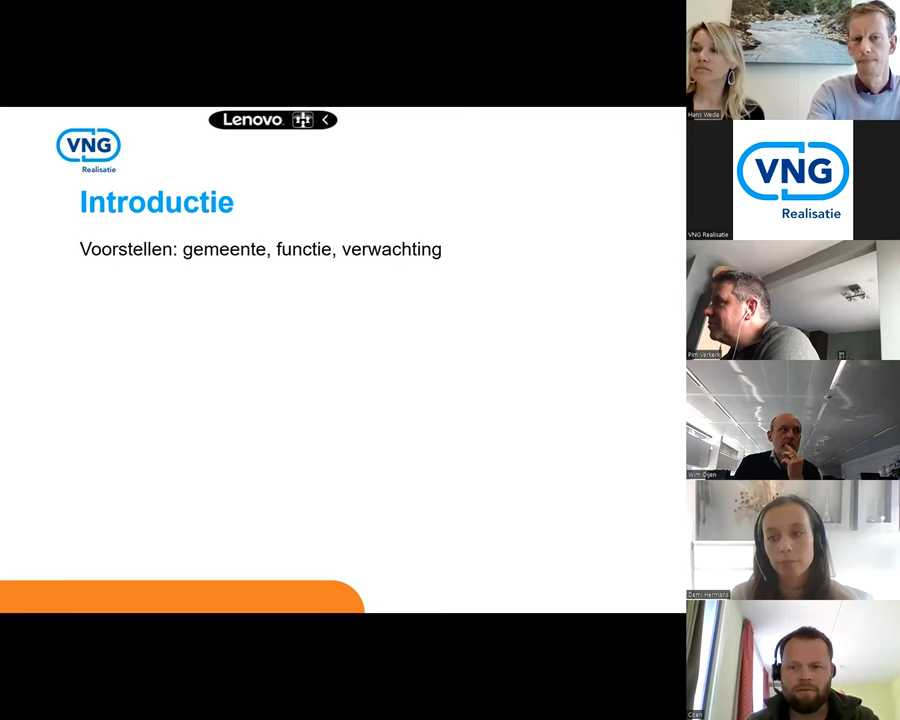 Lenovo
VNG
Realisatie
Introductie
Voorstellen: gemeente, functie, verwachting
Hans Weda
VNG
Realisatie
VNG Realisatie
Pim Verkerk
Wim Dijen
Demi Hermans
Coen